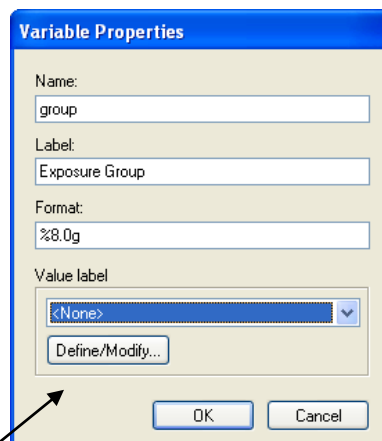 Variable Properties
Name:
group
Label:
Exposure Group
Format:
%8.0g
Value label
<None>
Define/Modify...
OK Cancel